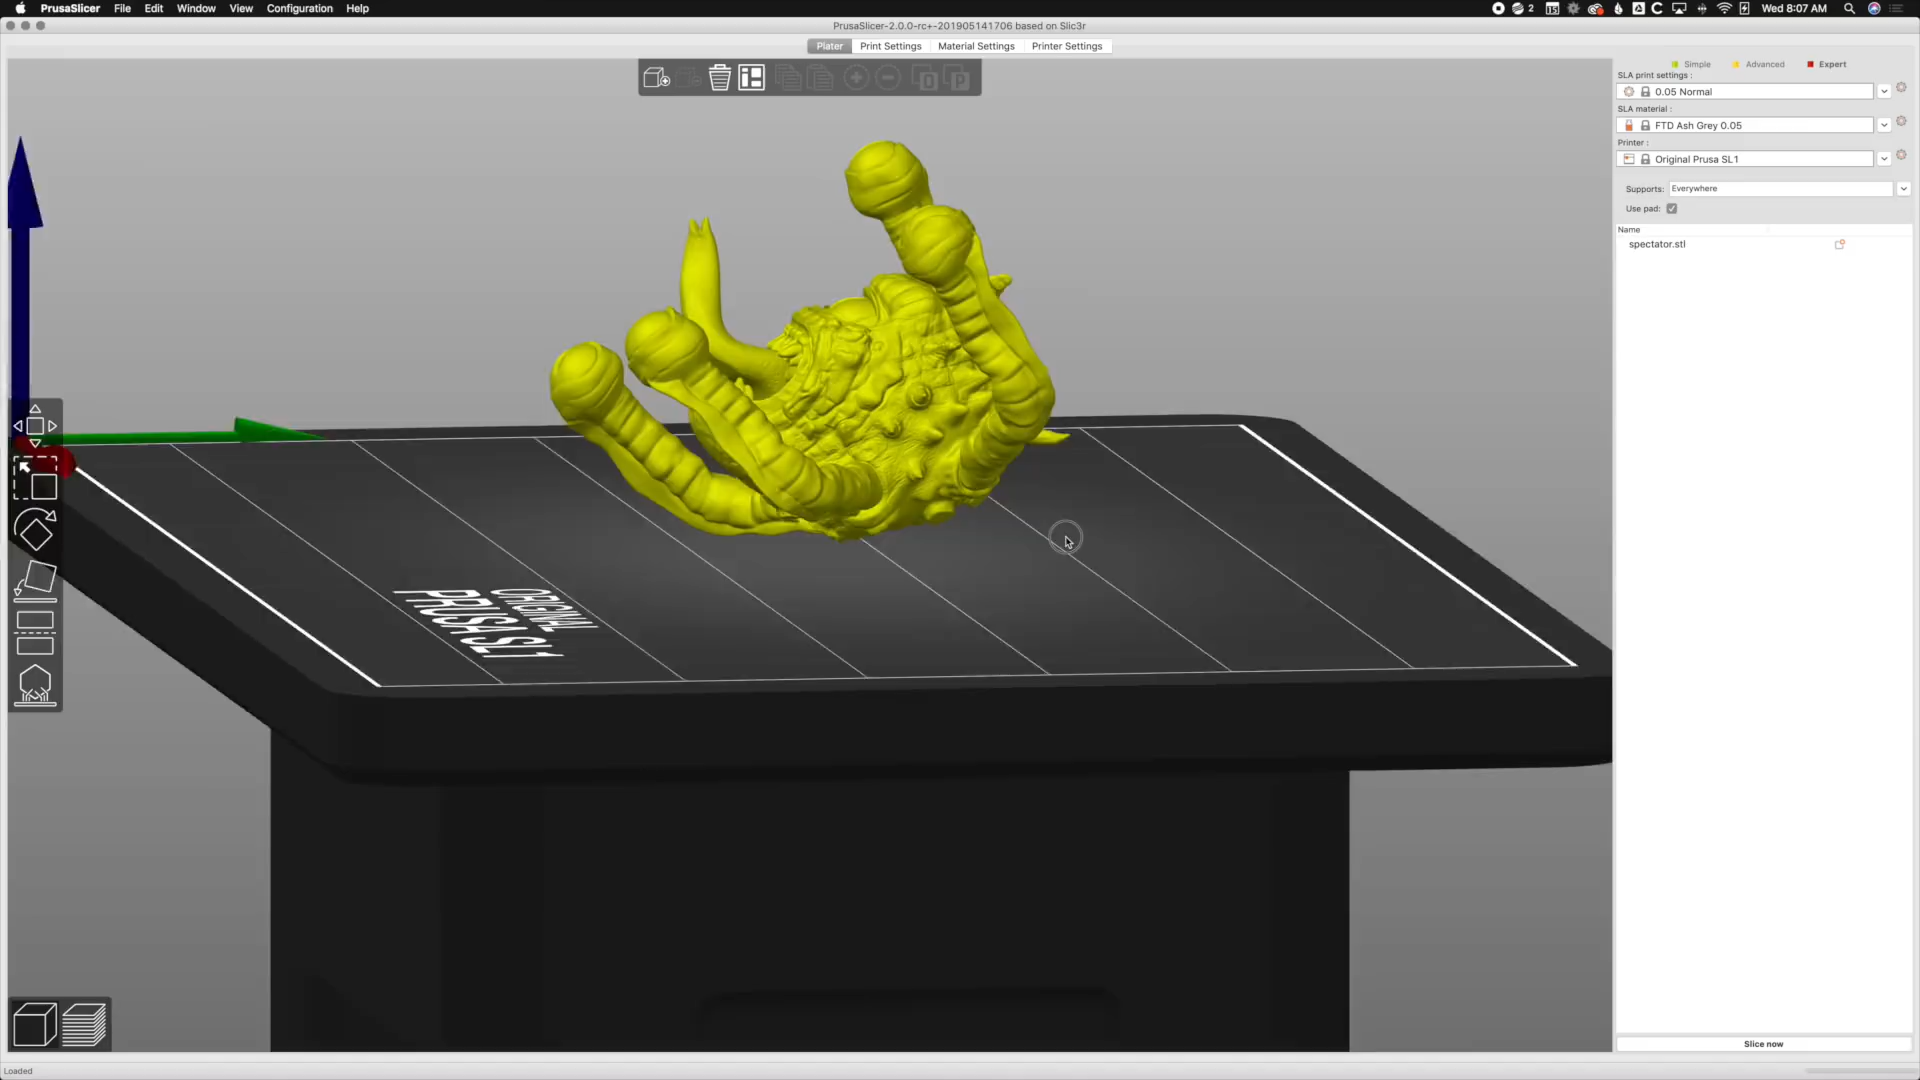 PrusaSlicer File Edit Window View Configuration Help
2 Wed 8:07 AM
PrusaSlicer-2.0.0-rc+-201905141706 based on Slic3r
Plater Print Settings Material Settings Printer Settings
Simple Advanced Expert
SLA print settings :
0.05 Normal
SLA material :
FTD Ash Grey 0.05
Printer :
Original Prusa SL1
Supports: Everywhere
Use pad:
Name
spectator.stl
ORIGINAL
PRUSA SL1
Slice now
Loaded